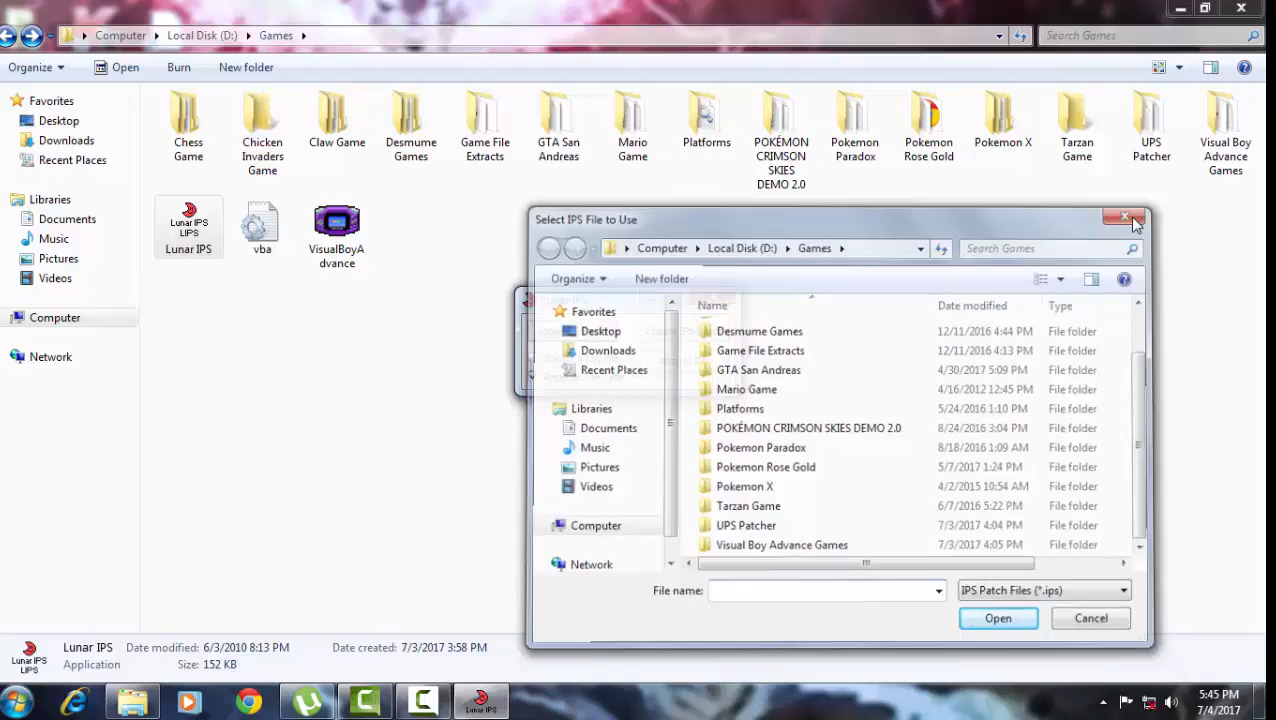 Computer Local Disk (D:) Games
Search Games
Organize Open Burn New folder
Favorites
Desktop
Downloads
Recent Places
Libraries
Documents
Music
Pictures
Videos
Computer
Network
Chess Game
Chicken Invaders Game
Claw Game
Desmume Games
Game File Extracts
GTA San Andreas
Mario Game
Platforms
POKÉMON CRIMSON SKIES DEMO 2.0
Pokemon Paradox
Pokemon Rose Gold
Pokemon X
Tarzan Game
UPS Patcher
Visual Boy Advance Games
Lunar IPS
LIPS
Lunar IPS
vba
VisualBoyAdvance
Select IPS File to Use
Computer Local Disk (D:) Games
Search Games
Organize New folder
Favorites
Desktop
Downloads
Recent Places
Libraries
Documents
Music
Pictures
Videos
Computer
Network
Name Date modified Type
Desmume Games 12/11/2016 4:44 PM File folder
Game File Extracts 12/11/2016 4:13 PM File folder
GTA San Andreas 4/30/2017 5:09 PM File folder
Mario Game 4/16/2012 12:45 PM File folder
Platforms 5/24/2016 1:10 PM File folder
POKÉMON CRIMSON SKIES DEMO 2.0 8/24/2016 3:04 PM File folder
Pokemon Paradox 8/18/2016 1:09 AM File folder
Pokemon Rose Gold 5/7/2017 1:24 PM File folder
Pokemon X 4/2/2015 10:54 AM File folder
Tarzan Game 6/7/2016 5:22 PM File folder
UPS Patcher 7/3/2017 4:04 PM File folder
Visual Boy Advance Games 7/3/2017 4:05 PM File folder
File name: IPS Patch Files (*.ips)
Open Cancel
Lunar IPS
LIPS
Lunar IPS Date modified: 6/3/2010 8:13 PM Date created: 7/3/2017 3:58 PM
Application Size: 152 KB
Lunar IPS
5:45 PM
7/4/2017